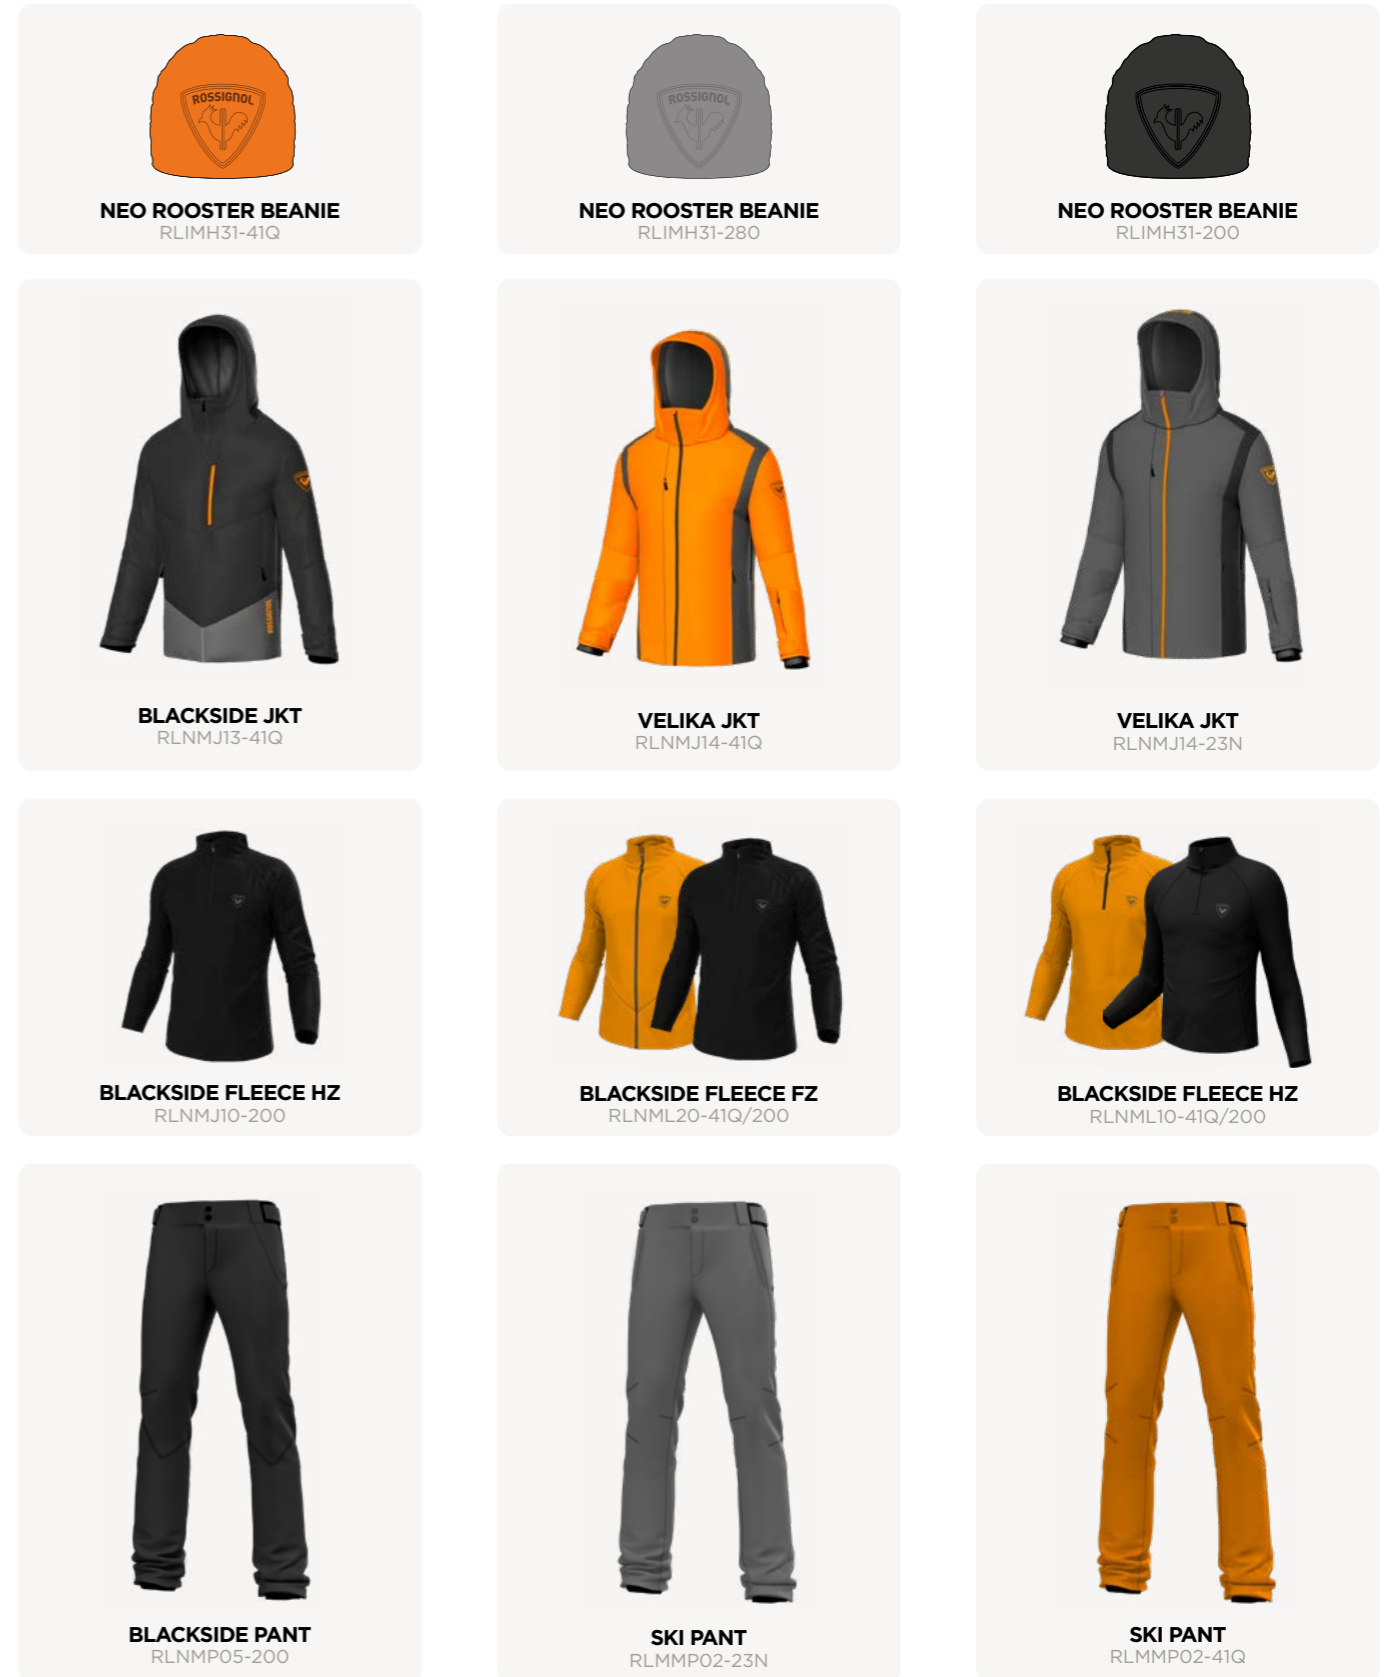 ROSSIGNOL
ROSSIGNOL
NEO ROOSTER BEANIE
RLIMH31-41Q
NEO ROOSTER BEANIE
RLIMH31-280
NEO ROOSTER BEANIE
RLIMH31-200
ROSSIGNOL
BLACKSIDE JKT
RLNMJ13-41Q
VELIKA JKT
RLNMJ14-41Q
VELIKA JKT
RLNMJ14-23N
BLACKSIDE FLEECE HZ
RLNMJ10-200
BLACKSIDE FLEECE FZ
RLNML20-41Q/200
BLACKSIDE FLEECE HZ
RLNML10-41Q/200
BLACKSIDE PANT
RLNMP05-200
SKI PANT
RLMMP02-23N
SKI PANT
RLMMP02-41Q